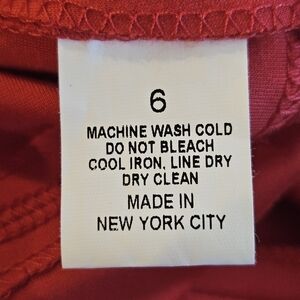 6
MACHINE WASH COLD
DO NOT BLEACH
COOL IRON, LINE DRY
DRY CLEAN
MADE IN
NEW YORK CITY